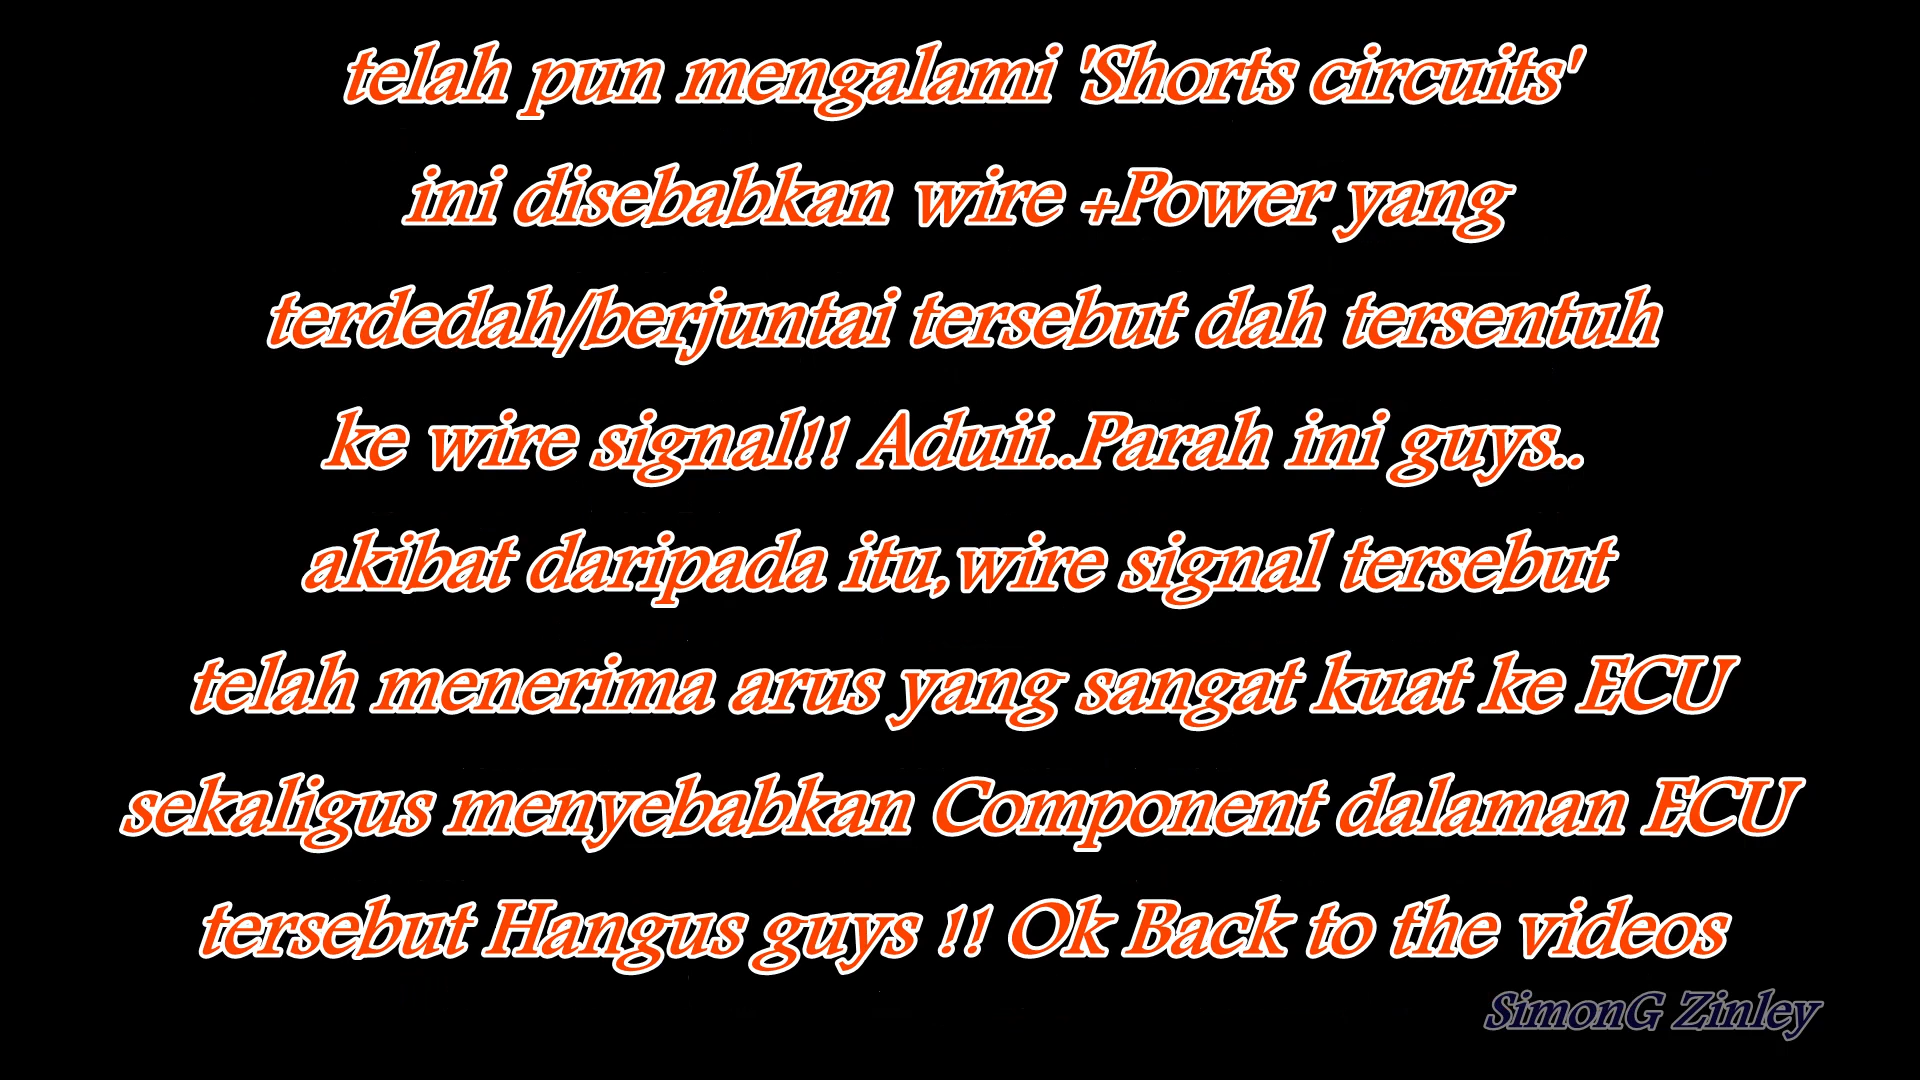 telah pun mengalami 'Shorts circuits'
ini disebabkan wire +Power yang
terdedah/berjuntai tersebut dah tersentuh
ke wire signal!! Aduii..Parah ini guys..
akibat daripada itu,wire signal tersebut
telah menerima arus yang sangat kuat ke ECU
sekaligus menyebabkan Component dalaman ECU
tersebut Hangus guys !! Ok Back to the videos
SimonG Zinley